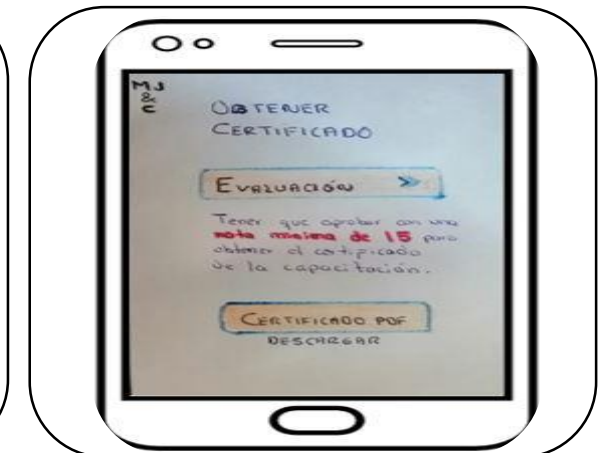 MJ
&
C
OBTENER
CERTIFICADO
EVALUACIÓN »
Tener que aprobar con una
nota minima de 15 para
obtener el certificado
de la capacitación.
CERTIFICADO PDF
DESCARGAR